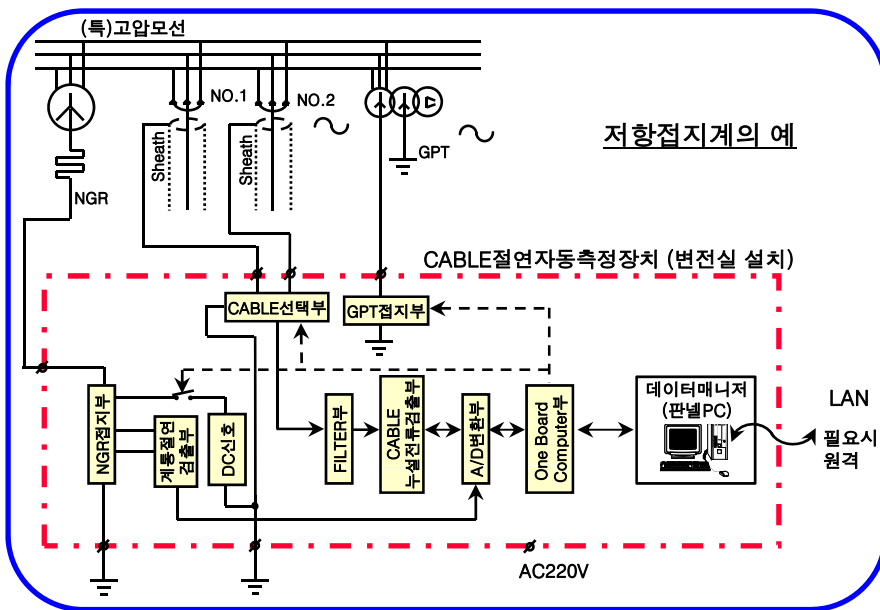 (특)고압모선
NO.1
NO.2
Sheath
Sheath
GPT
저항접지계의 예
NGR
CABLE절연자동측정장치 (변전실 설치)
CABLE선택부
GPT접지부
NGR접지부
계통절연
검출부
DC신호
FILTER부
CABLE
누설전류검출부
A/D변환부
One Board
Computer부
데이터매니저
(판넬PC)
LAN
필요시
원격
AC220V